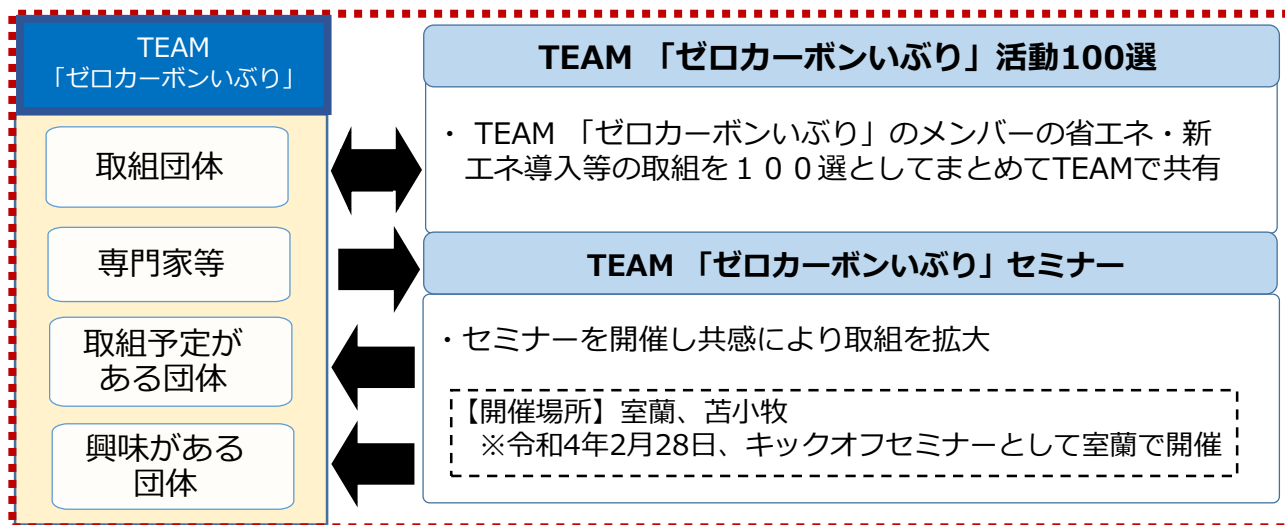 TEAM
「ゼロカーボンいぶり」
取組団体
専門家等
取組予定が
ある団体
興味がある
団体
TEAM 「ゼロカーボンいぶり」活動100選
・ TEAM 「ゼロカーボンいぶり」のメンバーの省エネ・新
エネ導入等の取組を１００選としてまとめてTEAMで共有
TEAM 「ゼロカーボンいぶり」セミナー
・セミナーを開催し共感により取組を拡大
【開催場所】室蘭、苫小牧
※令和4年2月28日、キックオフセミナーとして室蘭で開催